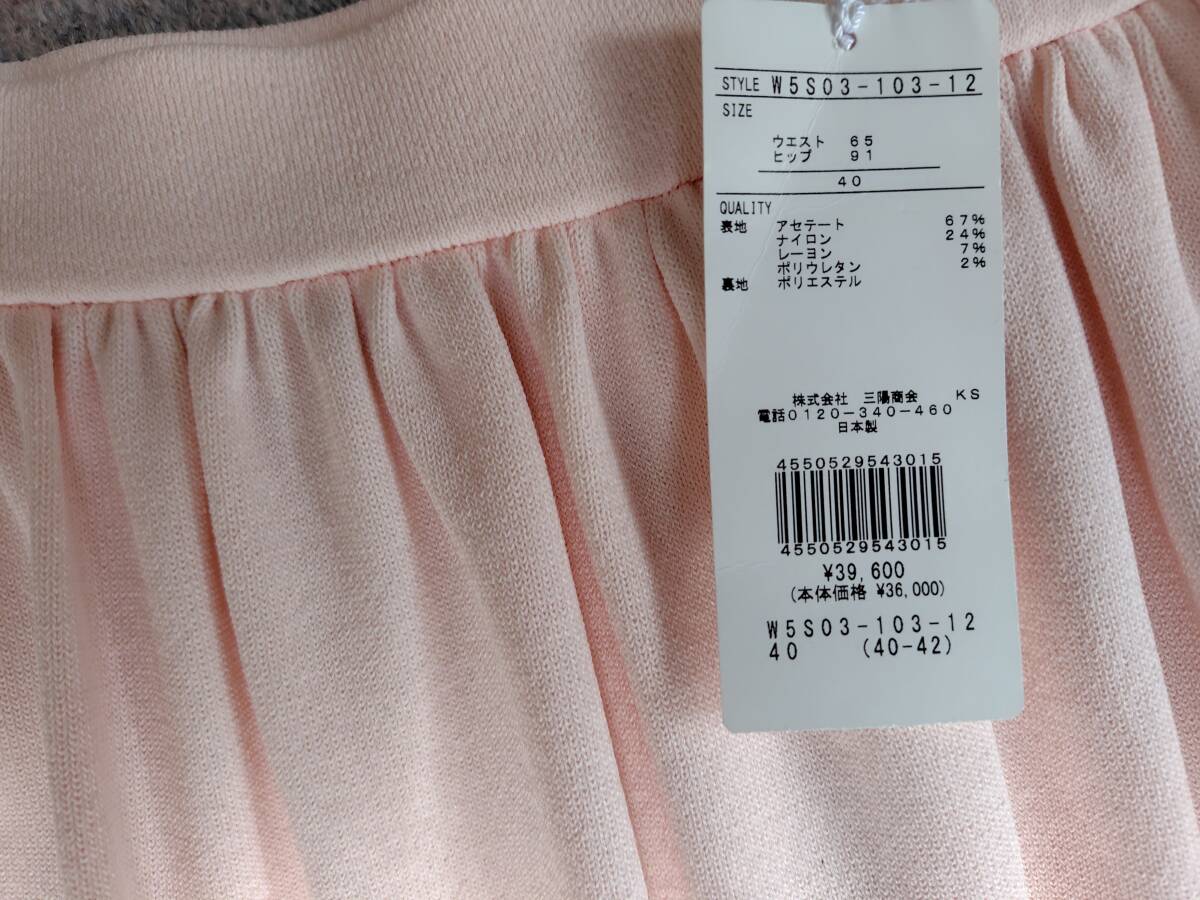 STYLE W5S03-103-12
SIZE
ウエスト 65
ヒップ 91
40
QUALITY
表地 アセテート 67%
ナイロン 24%
レーヨン 7%
ポリウレタン 2%
裏地 ポリエステル
株式会社 三陽商会 KS
電話0120-340-460
日本製
4550529543015
4550529543015
¥39,600
(本体価格 ¥36,000)
W5S03-103-12
40 (40-42)